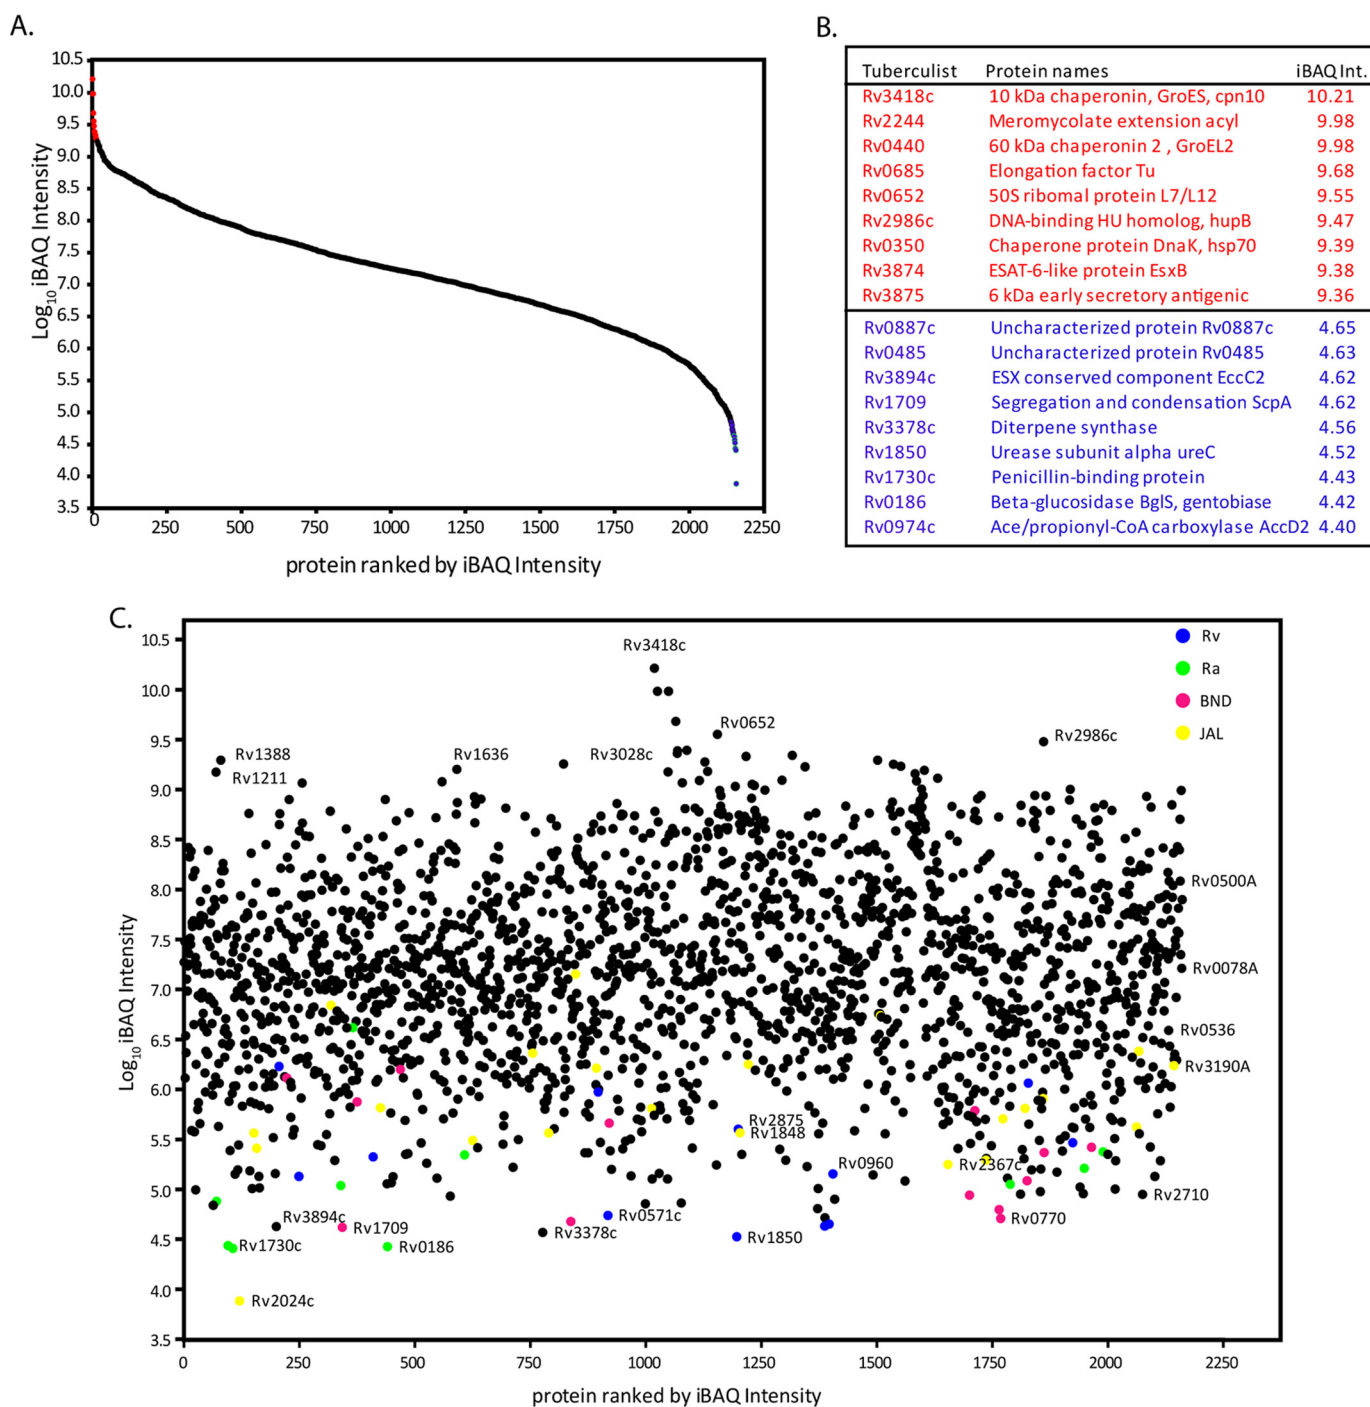 A.
10.5
10.0
9.5
9.0
8.5
8.0
7.5
7.0
6.5
6.0
5.5
5.0
4.5
4.0
3.5
Log10 iBAQ Intensity
0 250 500 750 1000 1250 1500 1750 2000 2250
protein ranked by iBAQ Intensity
B.
Tuberculist Protein names iBAQ Int.
Rv3418c 10 kDa chaperonin, GroES, cpn10 10.21
Rv2244 Meromycolate extension acyl 9.98
Rv0440 60 kDa chaperonin 2 , GroEL2 9.98
Rv0685 Elongation factor Tu 9.68
Rv0652 50S ribomal protein L7/L12 9.55
Rv2986c DNA-binding HU homolog, hupB 9.47
Rv0350 Chaperone protein DnaK, hsp70 9.39
Rv3874 ESAT-6-like protein EsxB 9.38
Rv3875 6 kDa early secretory antigenic 9.36
Rv0887c Uncharacterized protein Rv0887c 4.65
Rv0485 Uncharacterized protein Rv0485 4.63
Rv3894c ESX conserved component EccC2 4.62
Rv1709 Segregation and condensation ScpA 4.62
Rv3378c Diterpene synthase 4.56
Rv1850 Urease subunit alpha ureC 4.52
Rv1730c Penicillin-binding protein 4.43
Rv0186 Beta-glucosidase BglS, gentobiase 4.42
Rv0974c Ace/propionyl-CoA carboxylase AccD2 4.40
C.
10.5
10.0
9.5
9.0
8.5
8.0
7.5
7.0
6.5
6.0
5.5
5.0
4.5
4.0
3.5
Log10 iBAQ Intensity
Rv
Ra
BND
JAL
Rv3418c
Rv0652
Rv2986c
Rv1388
Rv1636
Rv3028c
Rv1211
Rv0500A
Rv0078A
Rv0536
Rv3190A
Rv2875
Rv1848
Rv0960
Rv2367c
Rv2710
Rv3894c
Rv1709
Rv0571c
Rv0770
Rv3378c
Rv1850
Rv1730c
Rv0186
Rv2024c
0 250 500 750 1000 1250 1500 1750 2000 2250
protein ranked by iBAQ Intensity